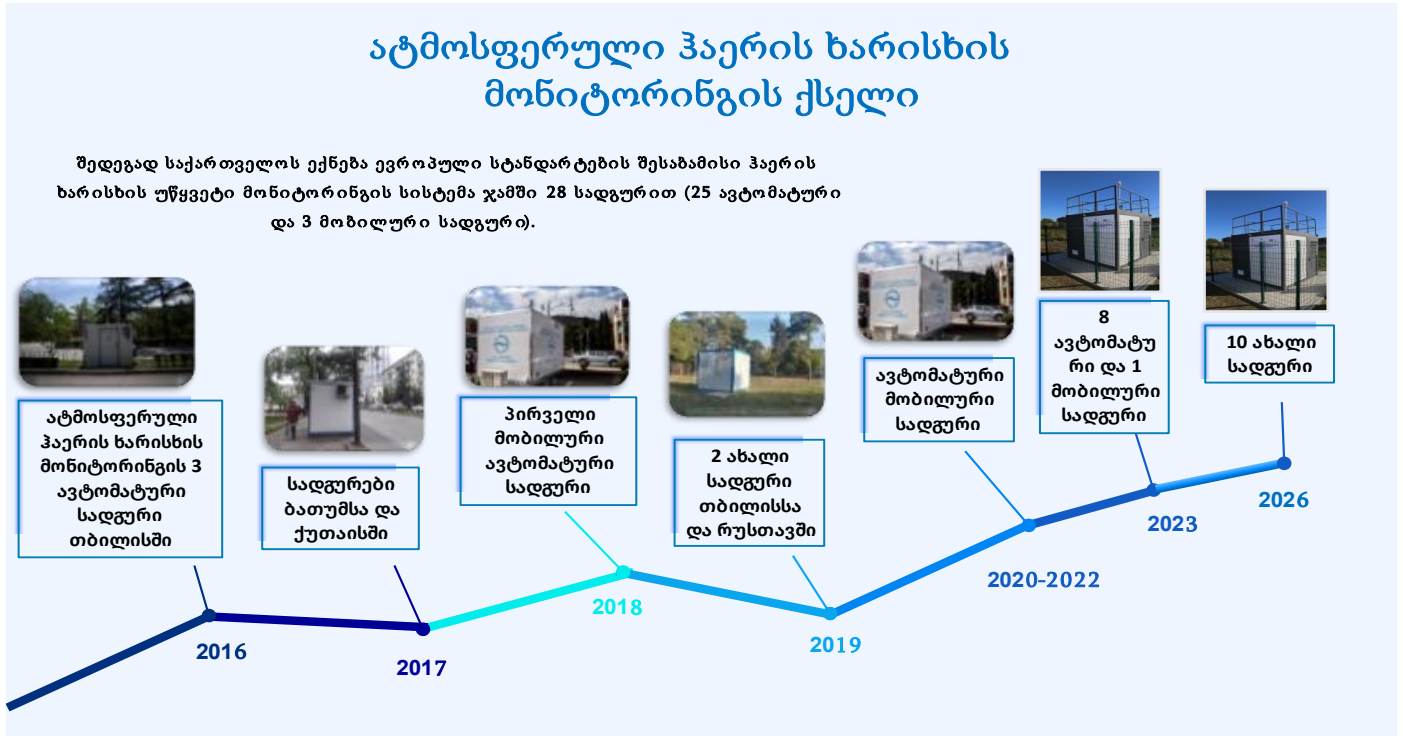 ატმოსფერული ჰაერის ხარისხის
მონიტორინგის ქსელი
შედეგად საქართველოს ექნება ევროპული სტანდარტების შესაბამისი ჰაერის
ხარისხის უწყვეტი მონიტორინგის სისტემა ჯამში 28 სადგურით (25 ავტომატური
და 3 მობილური სადგური).
ატმოსფერული
ჰაერის ხარისხის
მონიტორინგის 3
ავტომატური
სადგური
თბილისში
2016
სადგურები
ბათუმსა და
ქუთაისში
2017
პირველი
მობილური
ავტომატური
სადგური
2018
2 ახალი
სადგური
თბილისსა
და რუსთავში
2019
ავტომატური
მობილური
სადგური
2020-2022
8
ავტომატუ
რი და 1
მობილური
სადგური
2023
10 ახალი
სადგური
2026